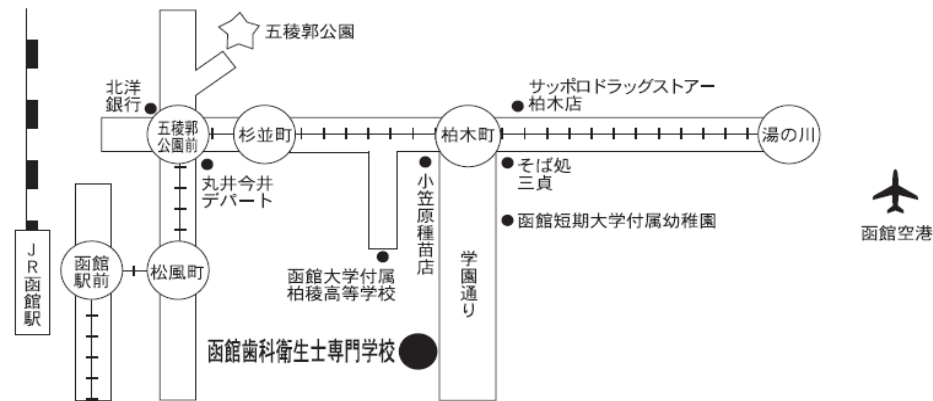 五稜郭公園
北洋
銀行
サッポロドラッグストアー
柏木店
五稜郭
公園前
杉並町
柏木町
湯の川
丸井今井
デパート
小笠原種苗店
そば処
三貞
函館短期大学付属幼稚園
函館空港
JR函館駅
函館
駅前
松風町
函館大学付属
柏稜高等学校
学園通り
函館歯科衛生士専門学校